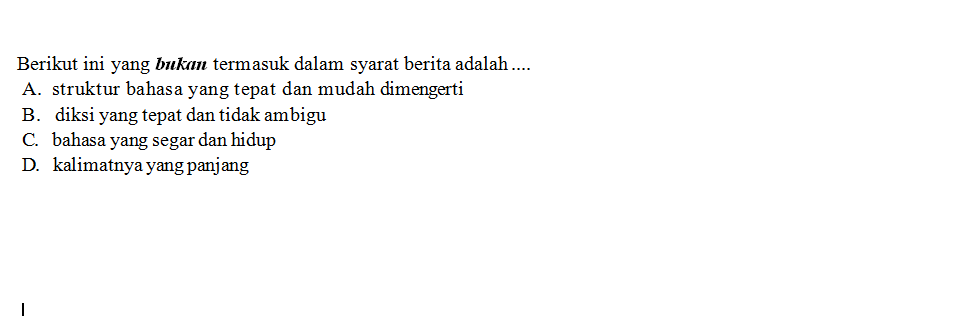 Berikut ini yang bukan termasuk dalam syarat berita adalah ....
A. struktur bahasa yang tepat dan mudah dimengerti
B. diksi yang tepat dan tidak ambigu
C. bahasa yang segar dan hidup
D. kalimatnya yang panjang